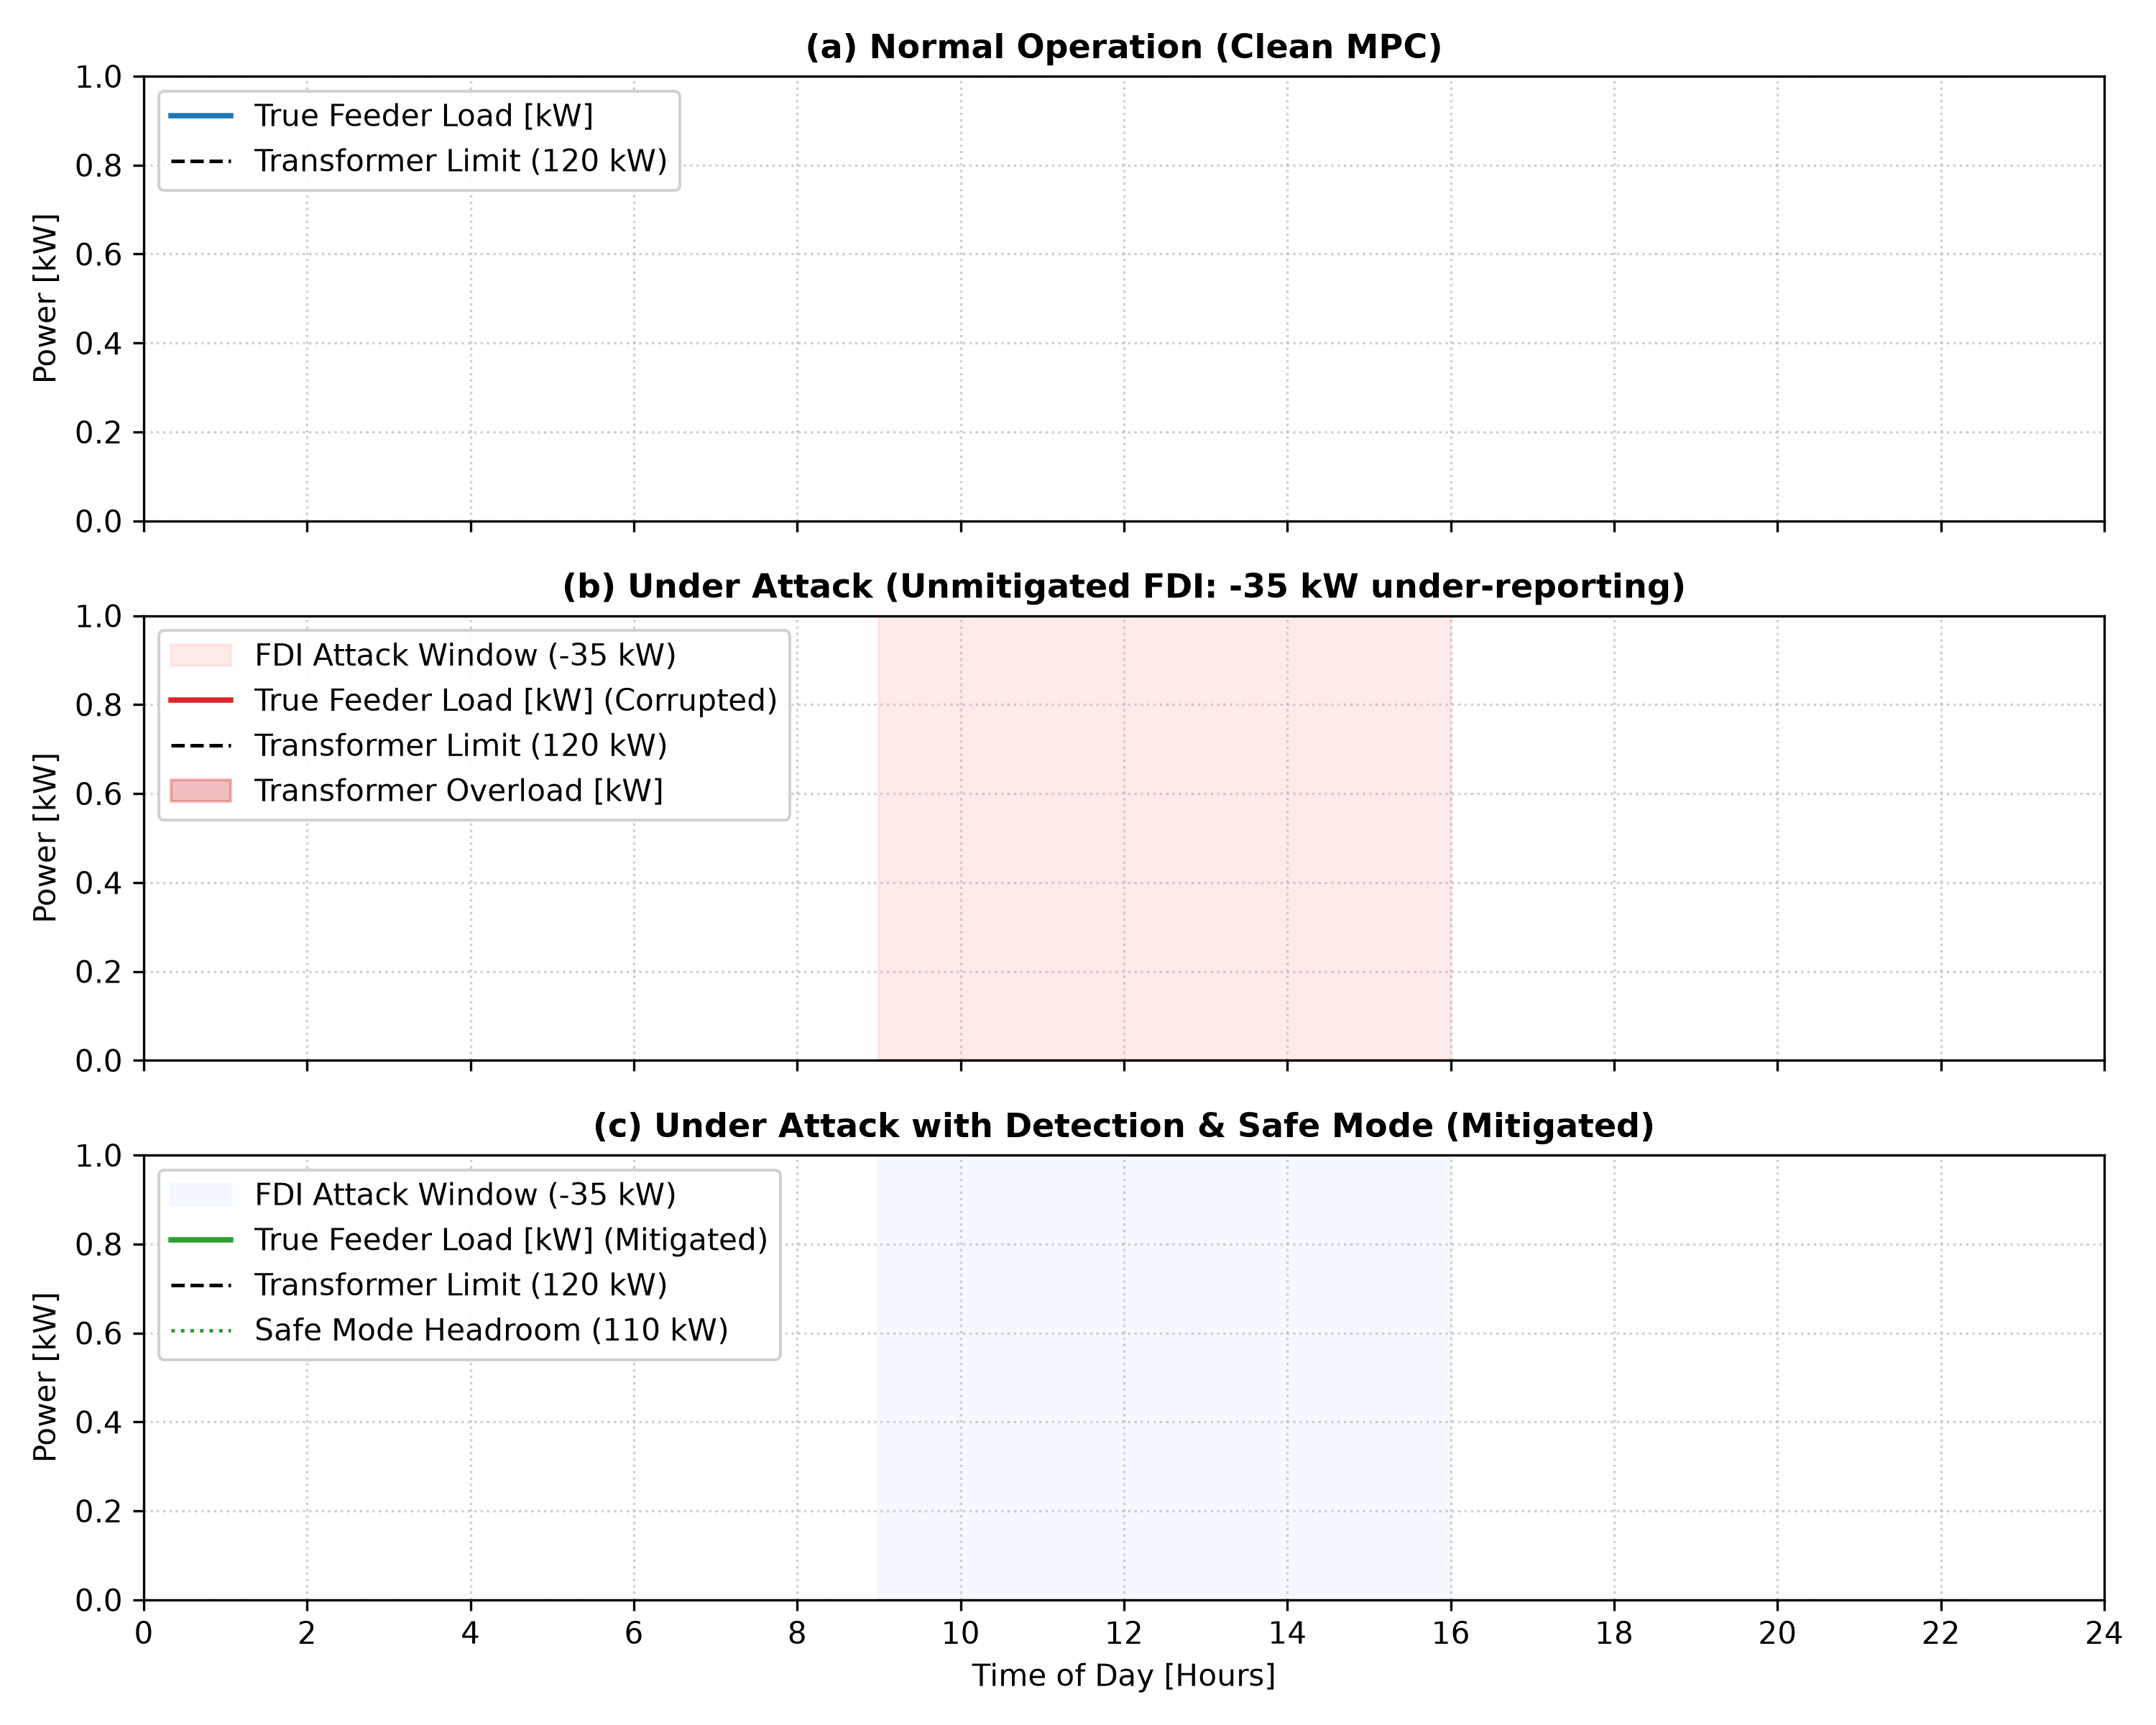 (a) Normal Operation (Clean MPC)
1.0
0.8
0.6
0.4
0.2
0.0
Power [kW]
True Feeder Load [kW]
Transformer Limit (120 kW)
(b) Under Attack (Unmitigated FDI: -35 kW under-reporting)
1.0
0.8
0.6
0.4
0.2
0.0
Power [kW]
FDI Attack Window (-35 kW)
True Feeder Load [kW] (Corrupted)
Transformer Limit (120 kW)
Transformer Overload [kW]
(c) Under Attack with Detection & Safe Mode (Mitigated)
1.0
0.8
0.6
0.4
0.2
0.0
Power [kW]
FDI Attack Window (-35 kW)
True Feeder Load [kW] (Mitigated)
Transformer Limit (120 kW)
Safe Mode Headroom (110 kW)
0 2 4 6 8 10 12 14 16 18 20 22 24
Time of Day [Hours]